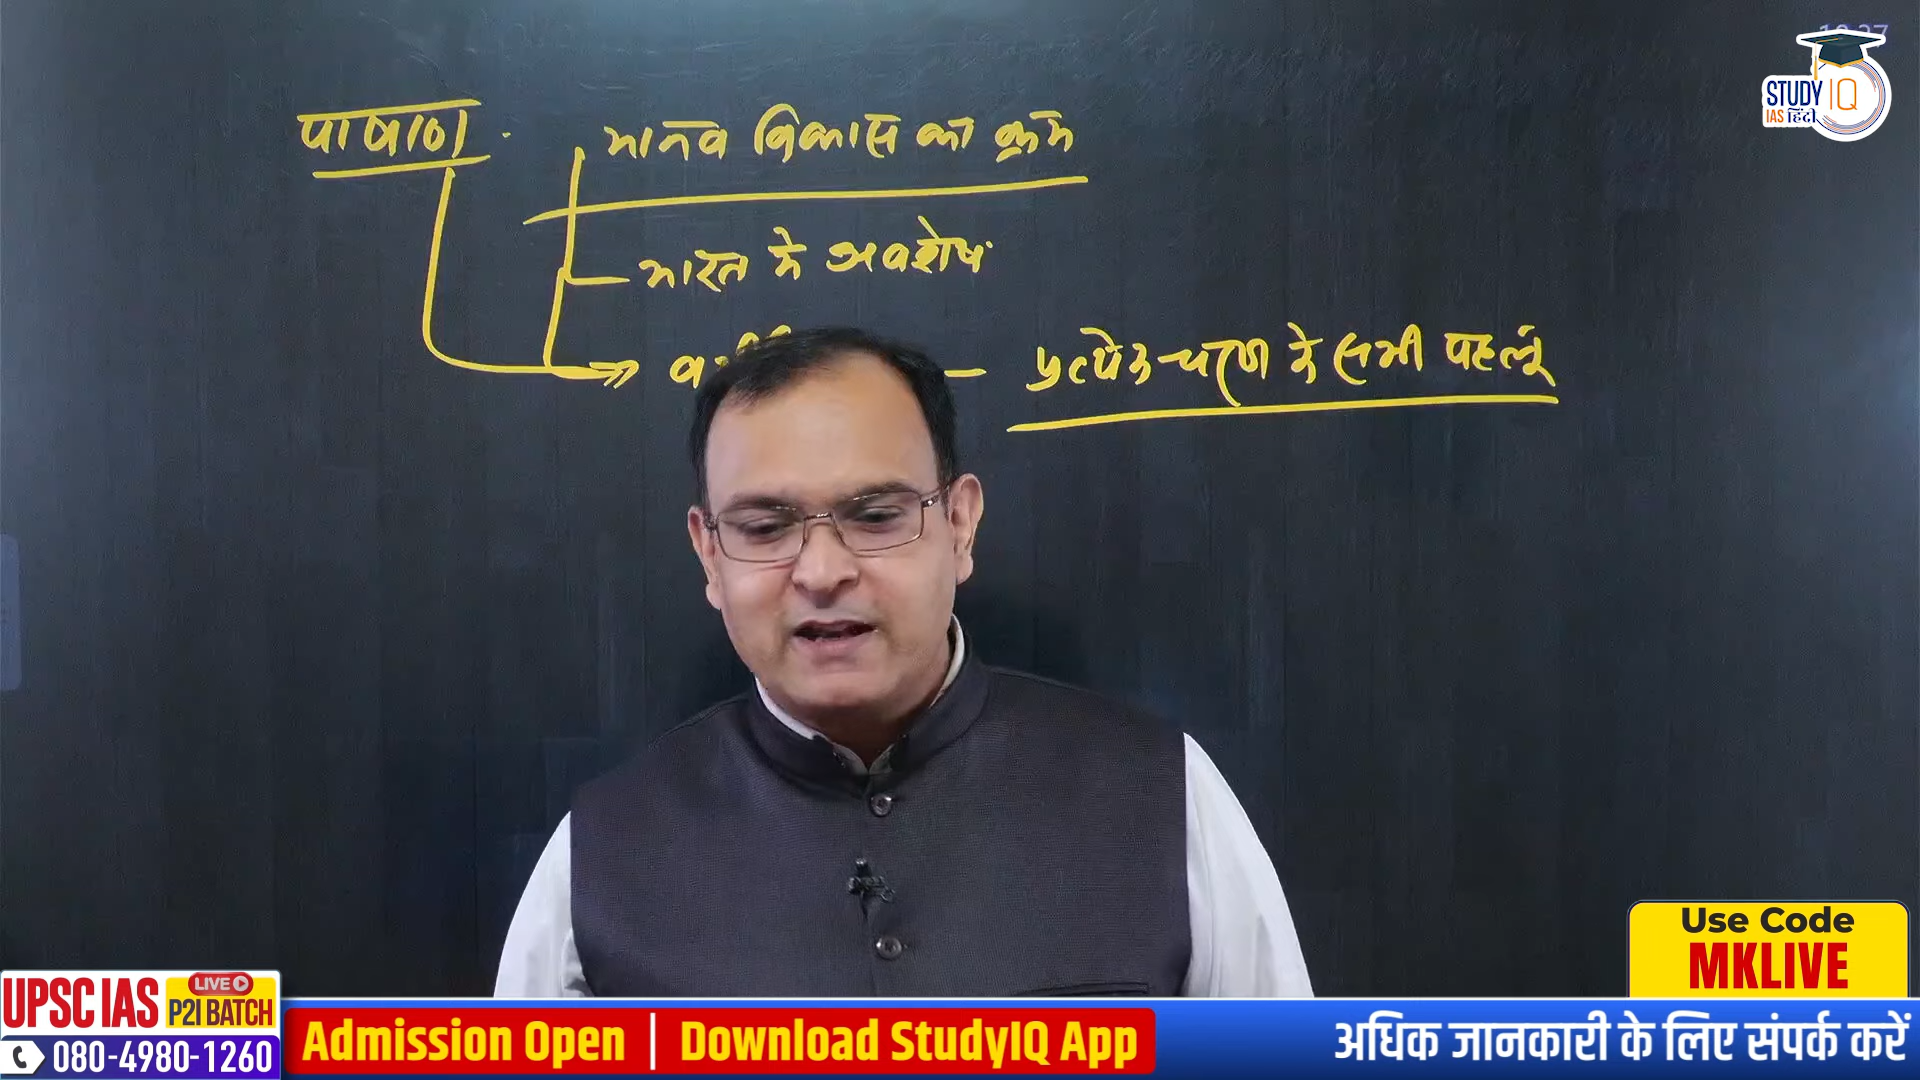 पाषाण मानव विकास का क्रम
भारत मे अवशेष
प्रत्येक चरण के सभी पहलू
STUDY IQ
IAS हिंदी
Use Code
MKLIVE
UPSC IAS LIVE
P2I BATCH
080-4980-1260
Admission Open | Download StudyIQ App
अधिक जानकारी के लिए संपर्क करें